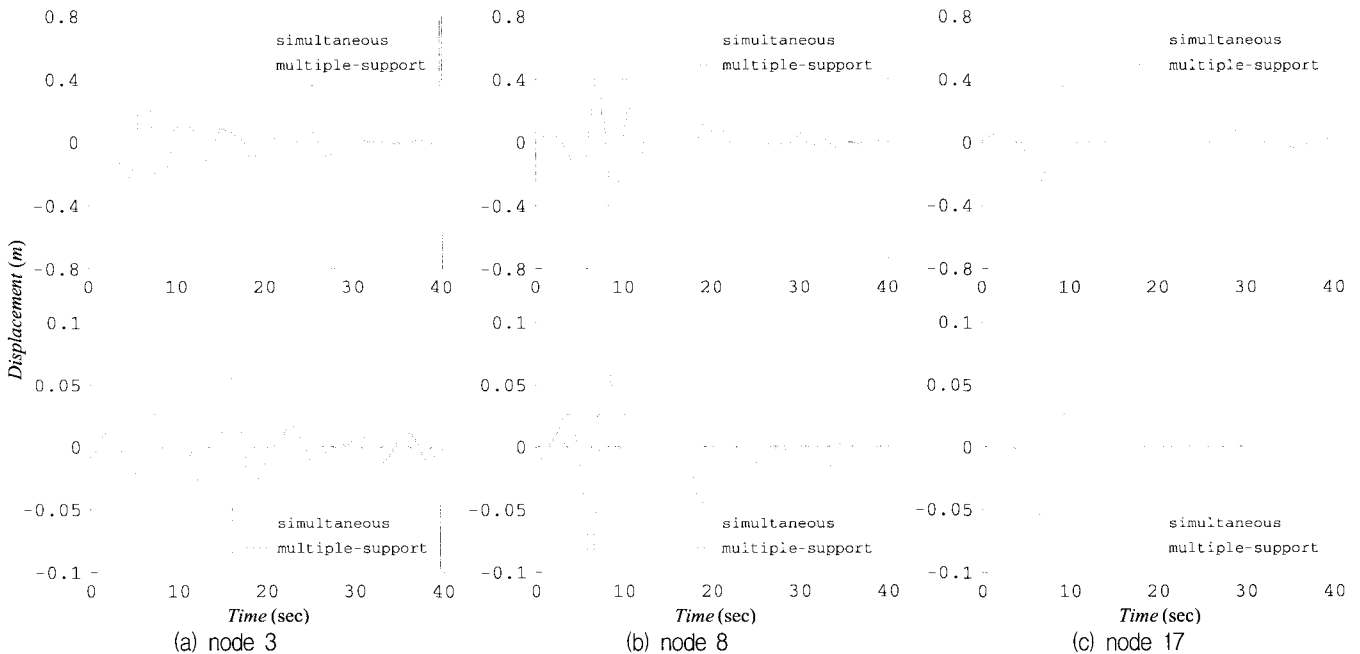 0.8
0.4
0
-0.4
-0.8
simultaneous
multiple-support
0 10 20 30 40
0.8
0.4
0
-0.4
-0.8
simultaneous
multiple-support
0 10 20 30 40
0.8
0.4
0
-0.4
-0.8
simultaneous
multiple-support
0 10 20 30 40
Displacement (m)
0.1
0.05
0
-0.05
-0.1
simultaneous
multiple-support
0 10 20 30 40
Time (sec)
(a) node 3
0.1
0.05
0
-0.05
-0.1
simultaneous
multiple-support
0 10 20 30 40
Time (sec)
(b) node 8
0.1
0.05
0
-0.05
-0.1
simultaneous
multiple-support
0 10 20 30 40
Time (sec)
(c) node 17